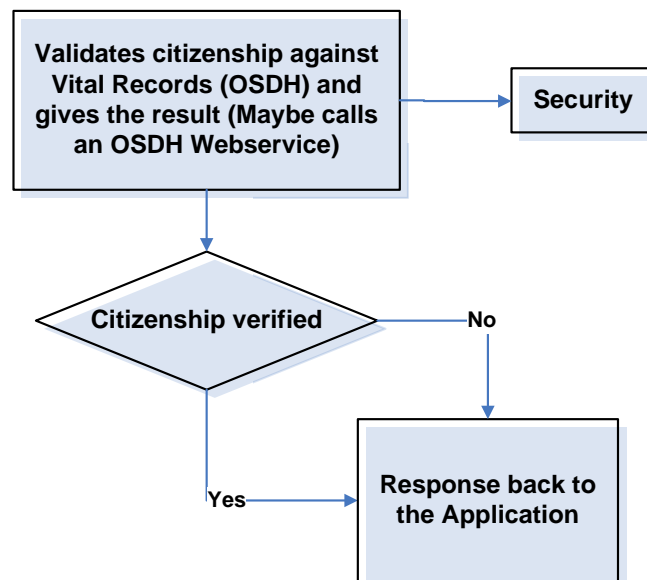 Validates citizenship against
Vital Records (OSDH) and
gives the result (Maybe calls
an OSDH Webservice)
Security
Citizenship verified
No
Yes
Response back to
the Application